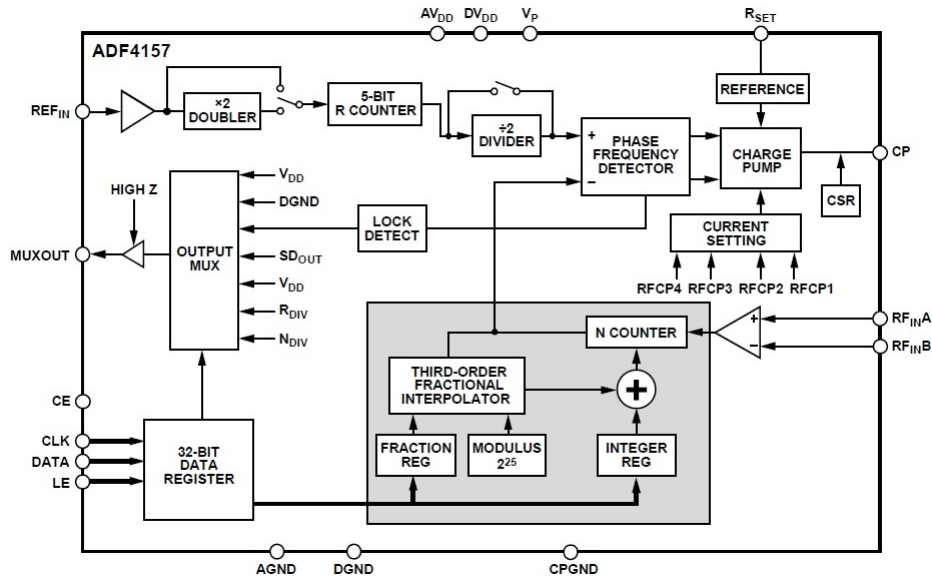 AVDD DVDD VP RSET
ADF4157
REFIN
×2
DOUBLER
5-BIT
R COUNTER
÷2
DIVIDER
+
−
PHASE
FREQUENCY
DETECTOR
REFERENCE
CHARGE
PUMP
CP
CSR
HIGH Z
MUXOUT
OUTPUT
MUX
VDD
DGND
LOCK
DETECT
SDOUT
VDD
RDIV
NDIV
CURRENT
SETTING
RFCP4 RFCP3 RFCP2 RFCP1
N COUNTER
+
−
RFINA
RFINB
THIRD-ORDER
FRACTIONAL
INTERPOLATOR
+
FRACTION
REG
MODULUS
2²⁵
INTEGER
REG
CE
CLK
DATA
LE
32-BIT
DATA
REGISTER
AGND DGND CPGND